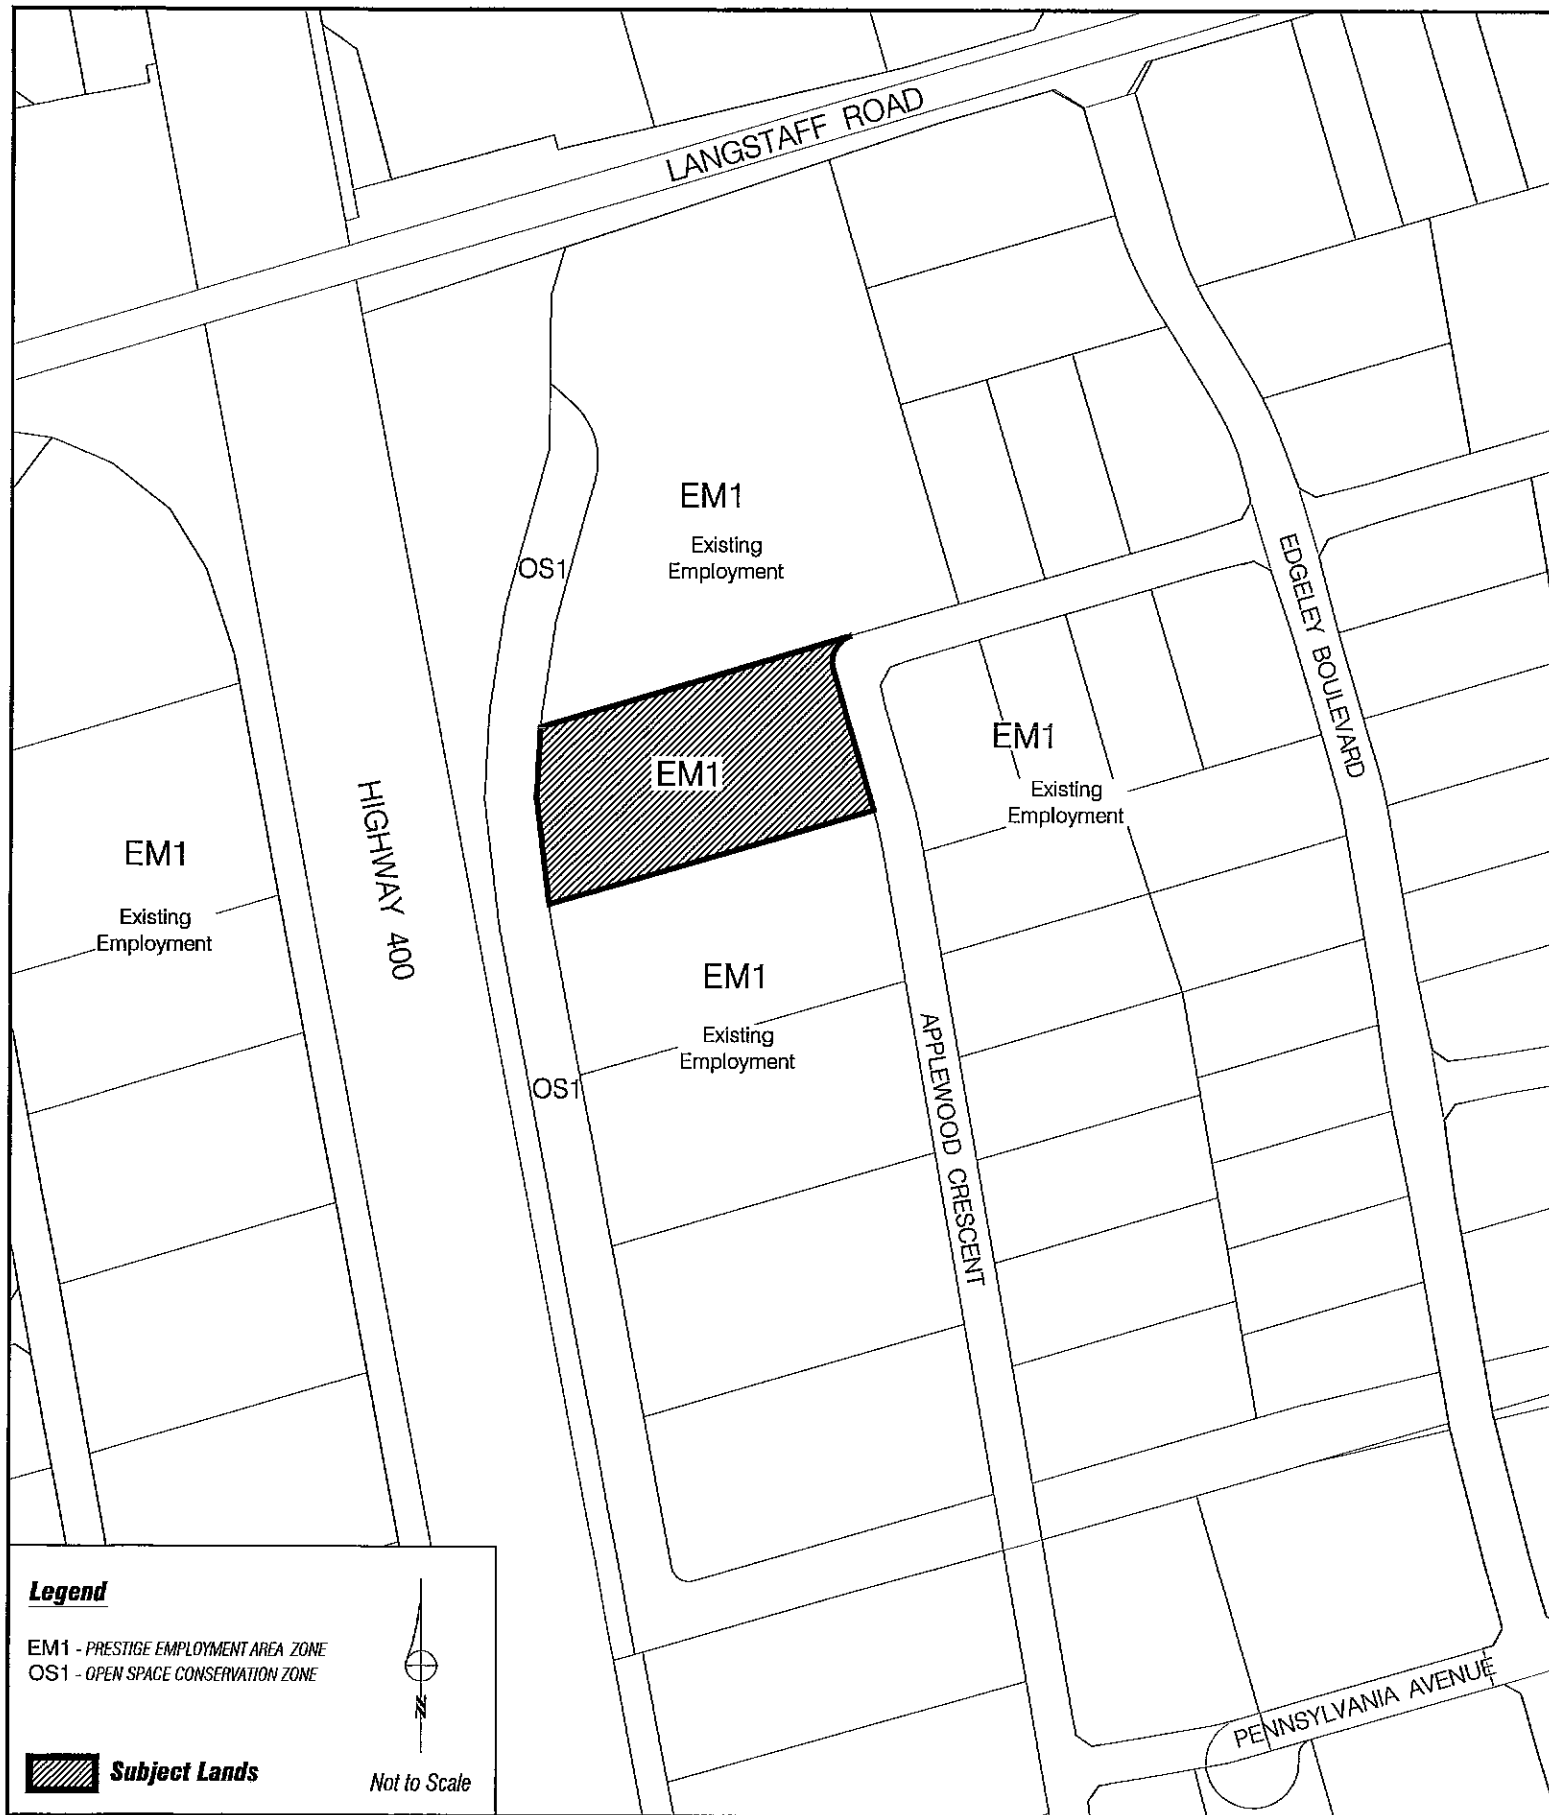 LANGSTAFF ROAD
EM1
Existing
Employment
OS1
EDGELEY BOULEVARD
EM1
EM1
Existing
Employment
HIGHWAY 400
EM1
Existing
Employment
EM1
Existing
Employment
OS1
APPLEWOOD CRESCENT
PENNSYLVANIA AVENUE
Legend
EM1 - PRESTIGE EMPLOYMENT AREA ZONE
OS1 - OPEN SPACE CONSERVATION ZONE
N
Subject Lands
Not to Scale